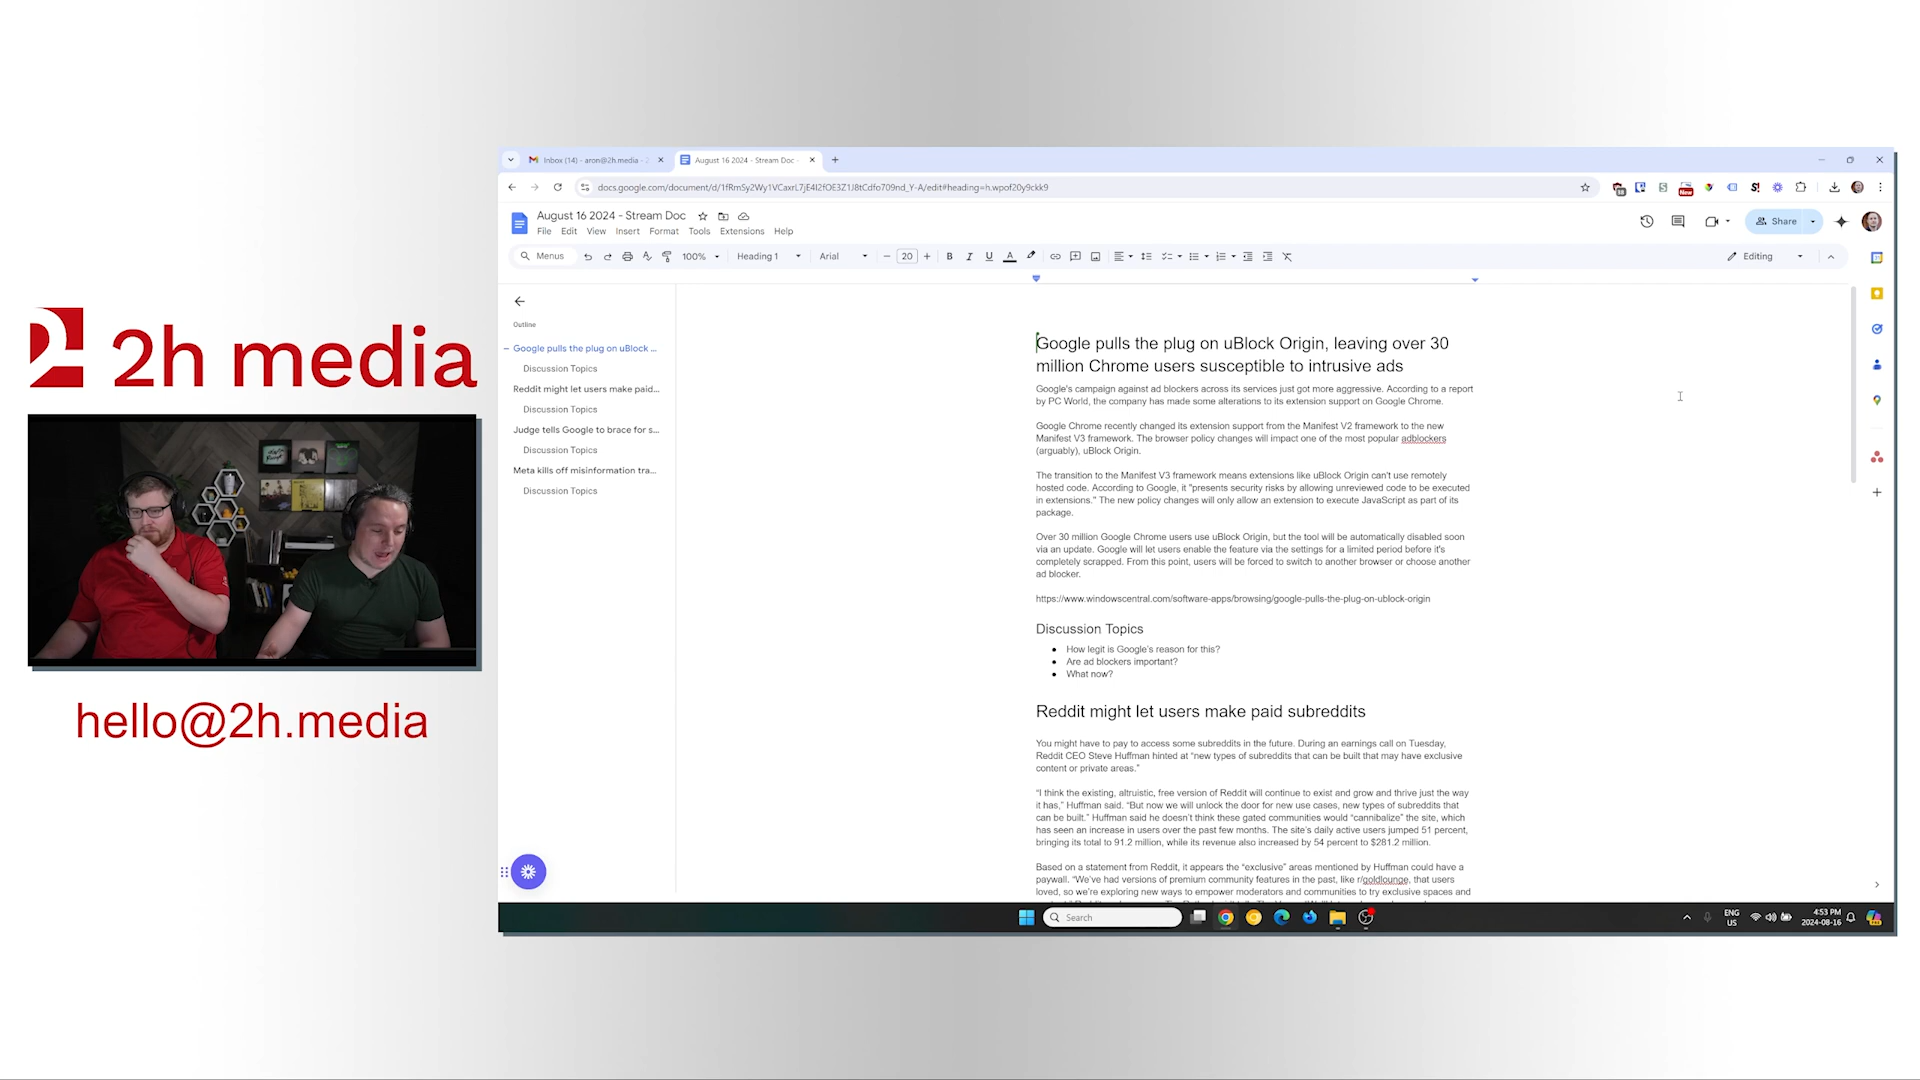 2h media
hello@2h.media
Inbox (14) - aron@2h.media - 2
August 16 2024 - Stream Doc -
docs.google.com/document/d/1fRmSy2Wy1VCaxrL7jE4I2fOE3Z1J8tCdfo709nd_Y-A/edit#heading=h.wpof20y9ckk9
New
August 16 2024 - Stream Doc
File Edit View Insert Format Tools Extensions Help
Share
Menus 100% Heading 1 Arial 20 B I U A Editing
Outline
Google pulls the plug on uBlock ...
Discussion Topics
Reddit might let users make paid...
Discussion Topics
Judge tells Google to brace for s...
Discussion Topics
Meta kills off misinformation tra...
Discussion Topics
Google pulls the plug on uBlock Origin, leaving over 30
million Chrome users susceptible to intrusive ads
Google's campaign against ad blockers across its services just got more aggressive. According to a report
by PC World, the company has made some alterations to its extension support on Google Chrome.
Google Chrome recently changed its extension support from the Manifest V2 framework to the new
Manifest V3 framework. The browser policy changes will impact one of the most popular adblockers
(arguably), uBlock Origin.
The transition to the Manifest V3 framework means extensions like uBlock Origin can't use remotely
hosted code. According to Google, it "presents security risks by allowing unreviewed code to be executed
in extensions." The new policy changes will only allow an extension to execute JavaScript as part of its
package.
Over 30 million Google Chrome users use uBlock Origin, but the tool will be automatically disabled soon
via an update. Google will let users enable the feature via the settings for a limited period before it's
completely scrapped. From this point, users will be forced to switch to another browser or choose another
ad blocker.
https://www.windowscentral.com/software-apps/browsing/google-pulls-the-plug-on-ublock-origin
Discussion Topics
● How legit is Google's reason for this?
● Are ad blockers important?
● What now?
Reddit might let users make paid subreddits
You might have to pay to access some subreddits in the future. During an earnings call on Tuesday,
Reddit CEO Steve Huffman hinted at "new types of subreddits that can be built that may have exclusive
content or private areas."
"I think the existing, altruistic, free version of Reddit will continue to exist and grow and thrive just the way
it has," Huffman said. "But now we will unlock the door for new use cases, new types of subreddits that
can be built." Huffman said he doesn't think these gated communities would "cannibalize" the site, which
has seen an increase in users over the past few months. The site's daily active users jumped 51 percent,
bringing its total to 91.2 million, while its revenue also increased by 54 percent to $281.2 million.
Based on a statement from Reddit, it appears the "exclusive" areas mentioned by Huffman could have a
paywall. "We've had versions of premium community features in the past, like r/goldlounge, that users
loved, so we're exploring new ways to empower moderators and communities to try exclusive spaces and
Search
ENG
US
4:53 PM
2024-08-16